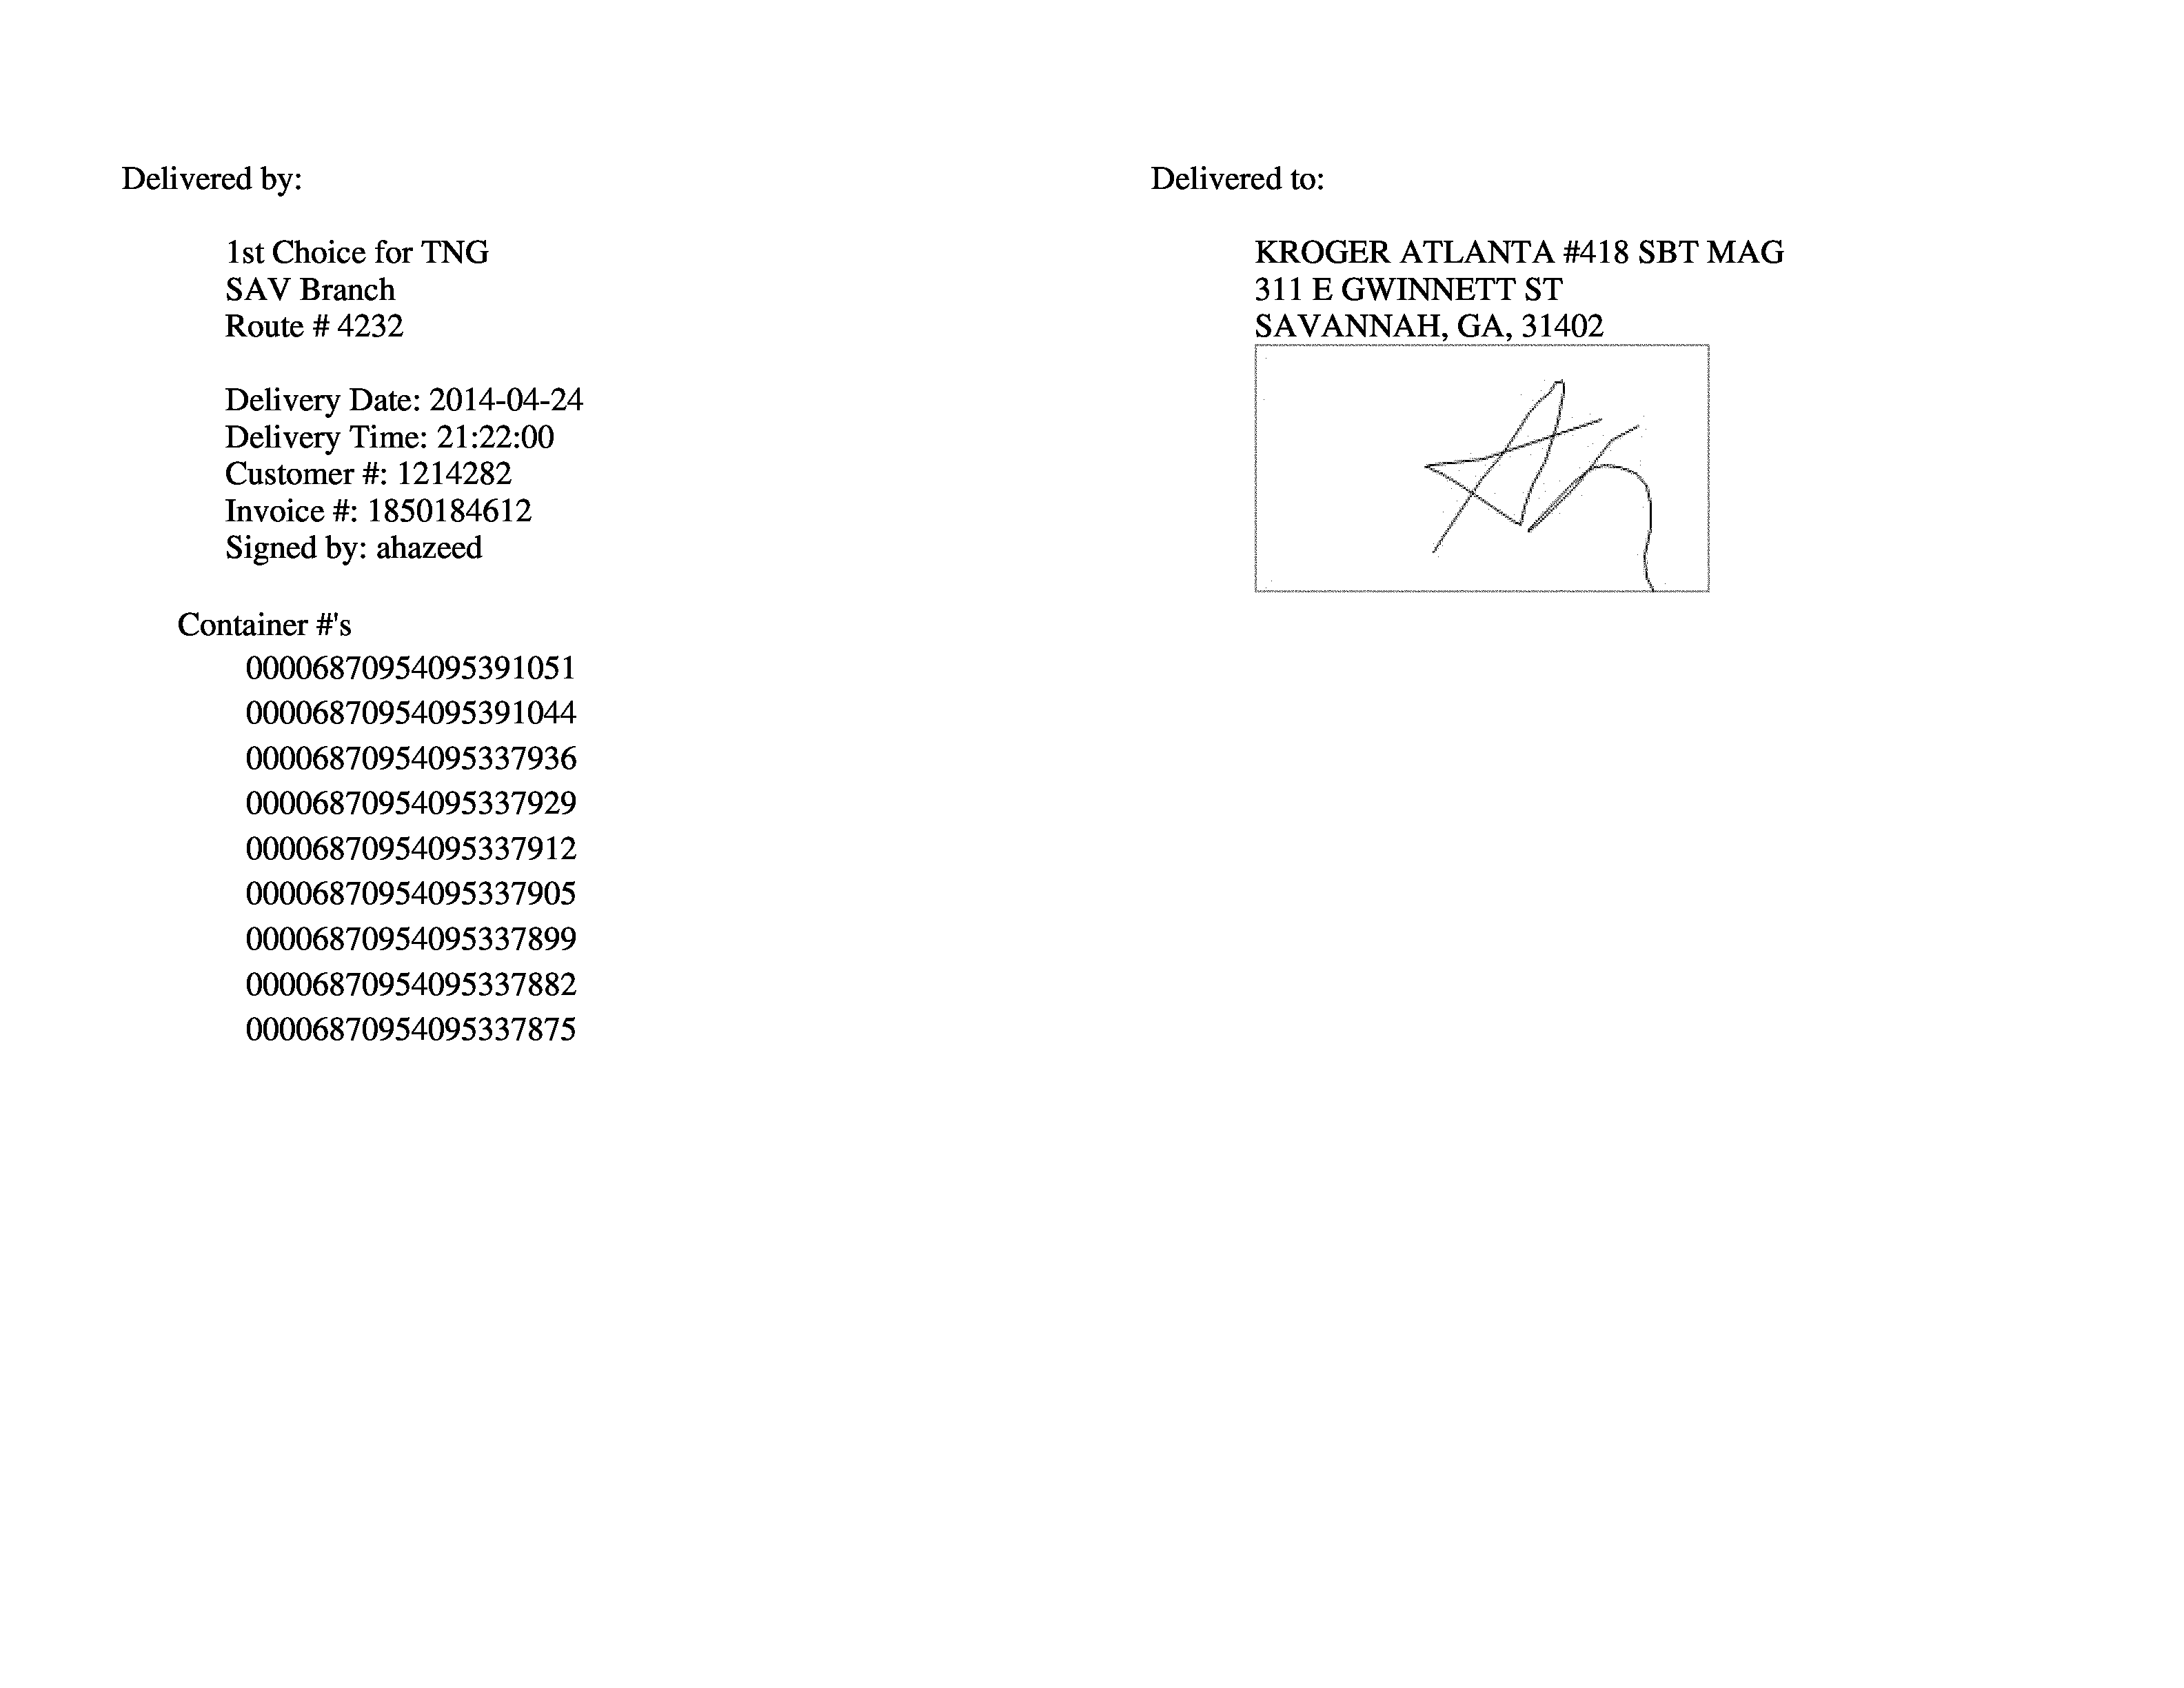 Delivered by:
1st Choice for TNG
SAV Branch
Route # 4232
Delivery Date: 2014-04-24
Delivery Time: 21:22:00
Customer #: 1214282
Invoice #: 1850184612
Signed by: ahazeed
Container #'s
00006870954095391051
00006870954095391044
00006870954095337936
00006870954095337929
00006870954095337912
00006870954095337905
00006870954095337899
00006870954095337882
00006870954095337875
Delivered to:
KROGER ATLANTA #418 SBT MAG
311 E GWINNETT ST
SAVANNAH, GA, 31402